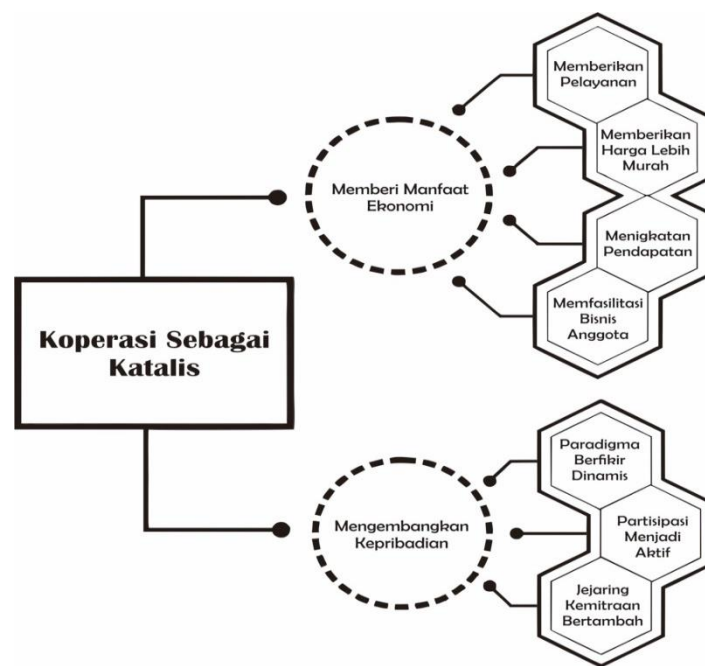 Koperasi Sebagai
Katalis
Memberi Manfaat
Ekonomi
Memberikan
Pelayanan
Memberikan
Harga Lebih
Murah
Menigkatan
Pendapatan
Memfasilitasi
Bisnis
Anggota
Mengembangkan
Kepribadian
Paradigma
Berfikir
Dinamis
Partisipasi
Menjadi
Aktif
Jejaring
Kemitraan
Bertambah